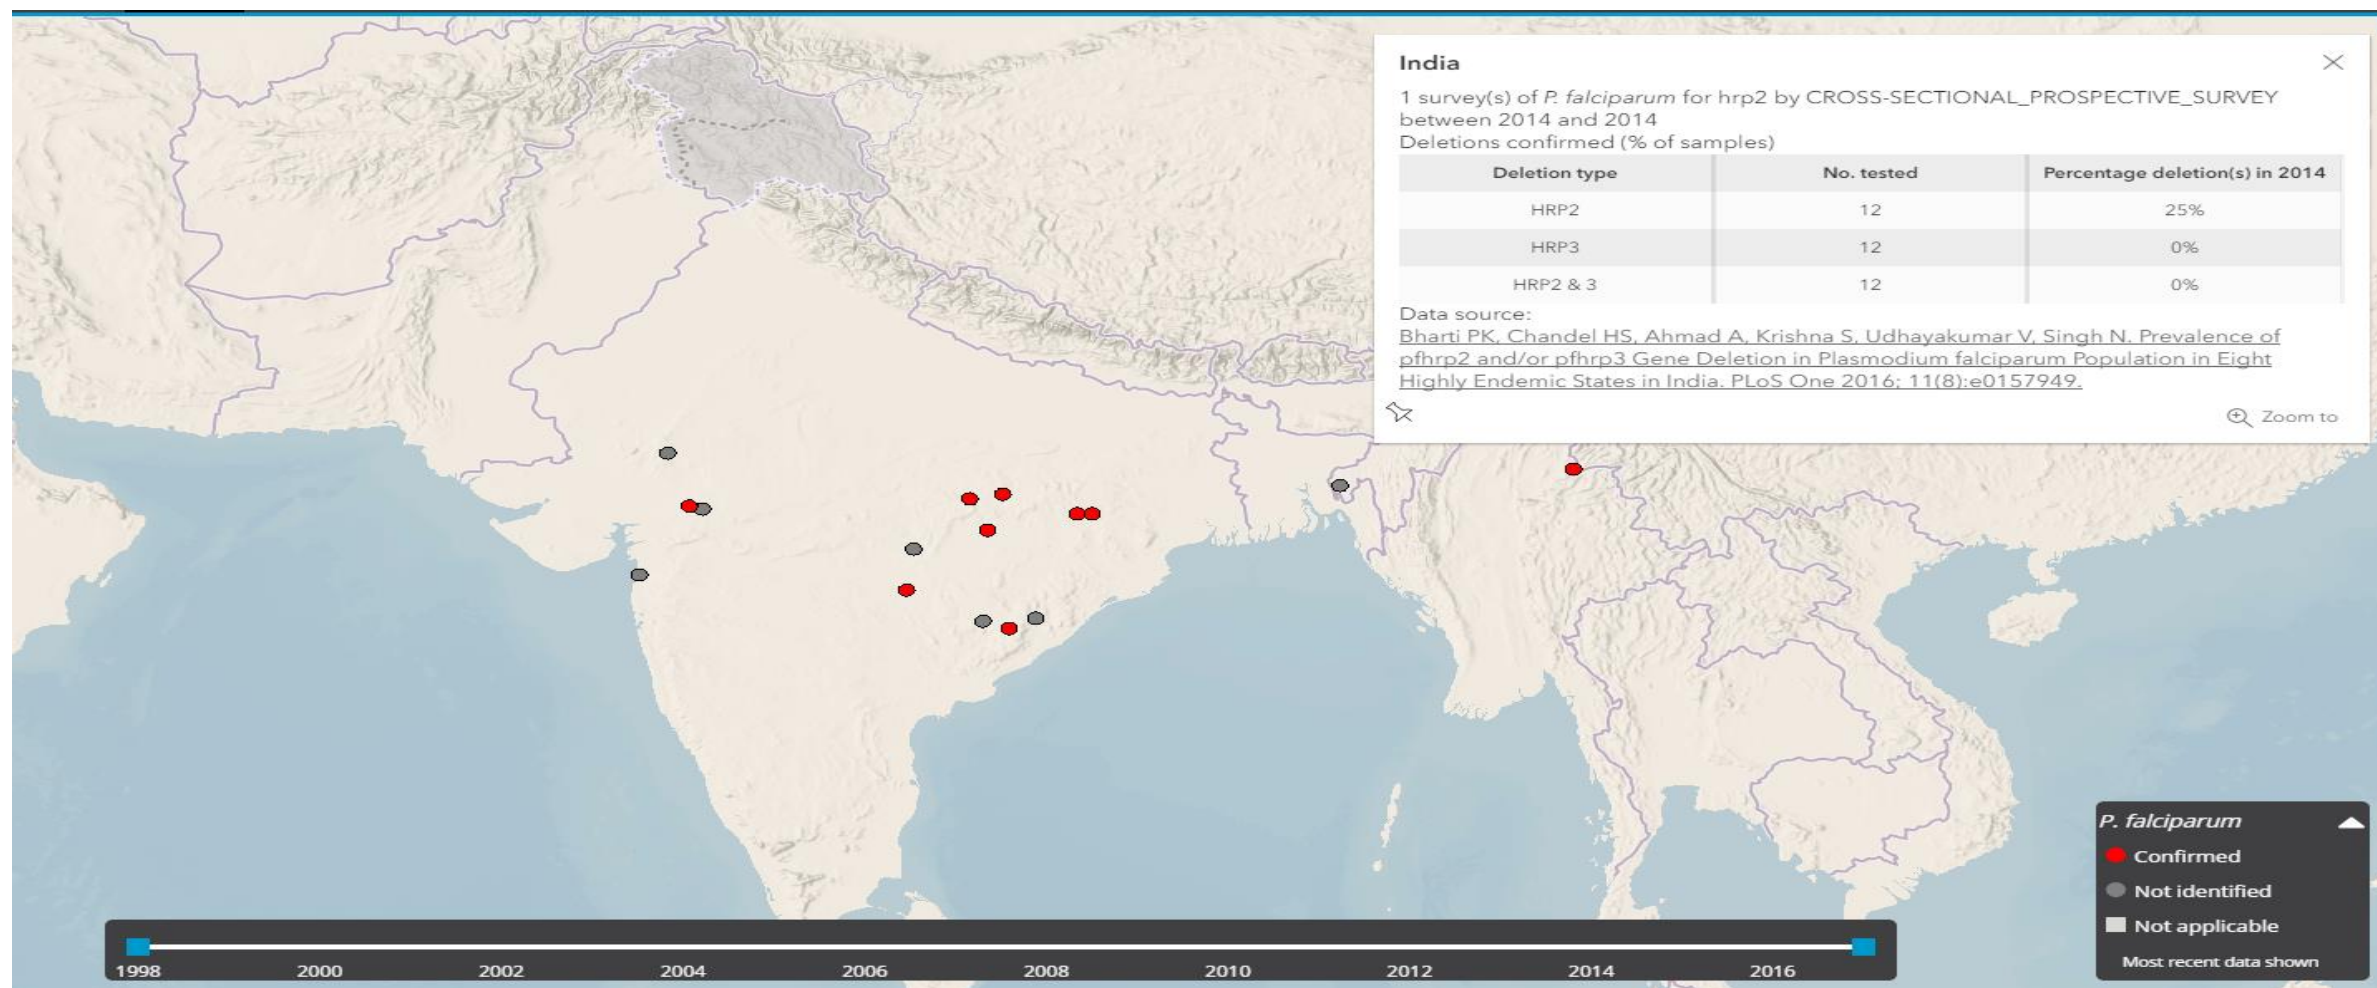 India
1 survey(s) of P. falciparum for hrp2 by CROSS-SECTIONAL_PROSPECTIVE_SURVEY
between 2014 and 2014
Deletions confirmed (% of samples)
Deletion type No. tested Percentage deletion(s) in 2014
HRP2 12 25%
HRP3 12 0%
HRP2 & 3 12 0%
Data source:
Bharti PK, Chandel HS, Ahmad A, Krishna S, Udhayakumar V, Singh N. Prevalence of
pfhrp2 and/or pfhrp3 Gene Deletion in Plasmodium falciparum Population in Eight
Highly Endemic States in India. PLoS One 2016; 11(8):e0157949.
Zoom to
P. falciparum
Confirmed
Not identified
Not applicable
Most recent data shown
1998 2000 2002 2004 2006 2008 2010 2012 2014 2016